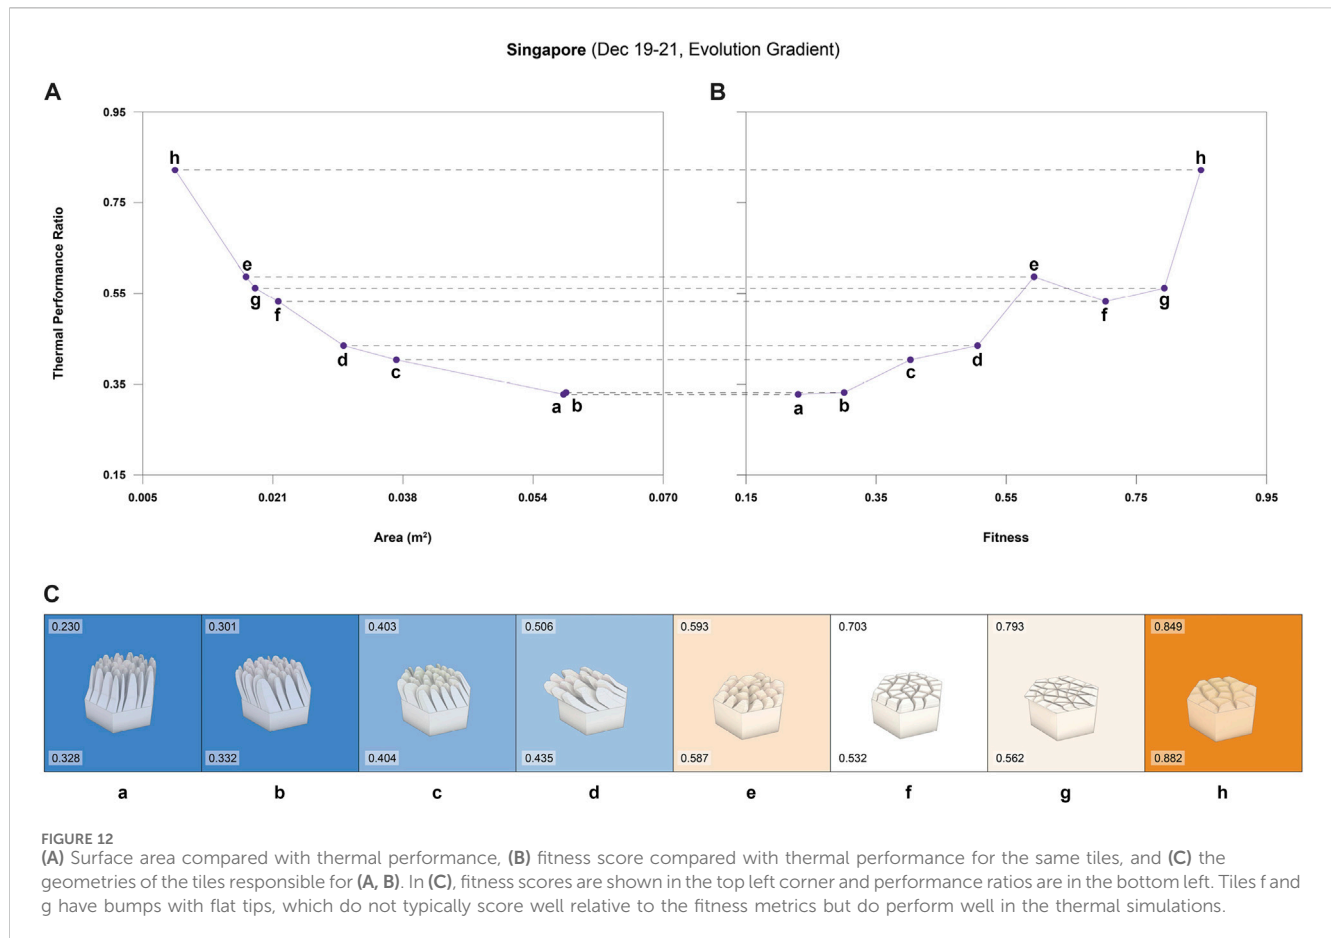 Singapore (Dec 19-21, Evolution Gradient)
A
0.95
0.75
0.55
0.35
0.15
Thermal Performance Ratio
h
e
g
f
d
c
a b
0.005 0.021 0.038 0.054 0.070
Area (m²)
B
h
e
g
f
d
c
a b
0.15 0.35 0.55 0.75 0.95
Fitness
C
0.230 0.301 0.403 0.506 0.593 0.703 0.793 0.849
0.328 0.332 0.404 0.435 0.587 0.532 0.562 0.882
a b c d e f g h
FIGURE 12
(A) Surface area compared with thermal performance, (B) fitness score compared with thermal performance for the same tiles, and (C) the
geometries of the tiles responsible for (A, B). In (C), fitness scores are shown in the top left corner and performance ratios are in the bottom left. Tiles f and
g have bumps with flat tips, which do not typically score well relative to the fitness metrics but do perform well in the thermal simulations.